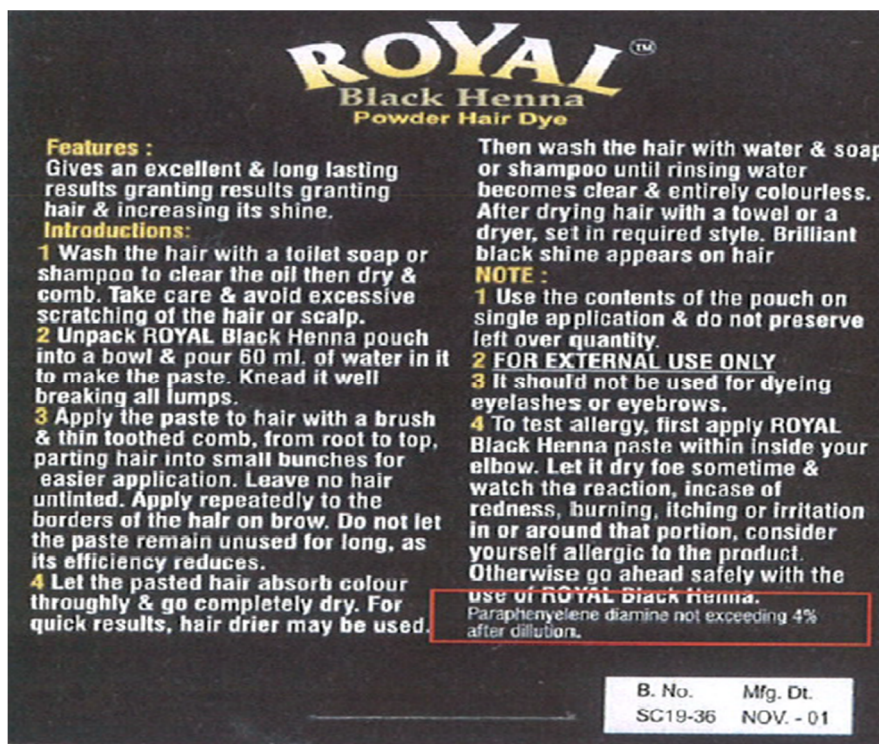 ROYAL™
Black Henna
Powder Hair Dye
Features :
Gives an excellent & long lasting
results granting results granting
hair & increasing its shine.
Introductions:
1 Wash the hair with a toilet soap or
shampoo to clear the oil then dry &
comb. Take care & avoid excessive
scratching of the hair or scalp.
2 Unpack ROYAL Black Henna pouch
into a bowl & pour 60 ml. of water in it
to make the paste. Knead it well
breaking all lumps.
3 Apply the paste to hair with a brush
& thin toothed comb, from root to top,
parting hair into small bunches for
easier application. Leave no hair
untinted. Apply repeatedly to the
borders of the hair on brow. Do not let
the paste remain unused for long, as
its efficiency reduces.
4 Let the pasted hair absorb colour
throughly & go completely dry. For
quick results, hair drier may be used.
Then wash the hair with water & soap
or shampoo until rinsing water
becomes clear & entirely colourless.
After drying hair with a towel or a
dryer, set in required style. Brilliant
black shine appears on hair
NOTE :
1 Use the contents of the pouch on
single application & do not preserve
left over quantity.
2 FOR EXTERNAL USE ONLY
3 It should not be used for dyeing
eyelashes or eyebrows.
4 To test allergy, first apply ROYAL
Black Henna paste within inside your
elbow. Let it dry foe sometime &
watch the reaction, incase of
redness, burning, itching or irritation
in or around that portion, consider
yourself allergic to the product.
Otherwise go ahead safely with the
use of ROYAL Black Henna.
Paraphenyelene diamine not exceeding 4%
after dillution.
B. No. Mfg. Dt.
SC19-36 NOV. - 01